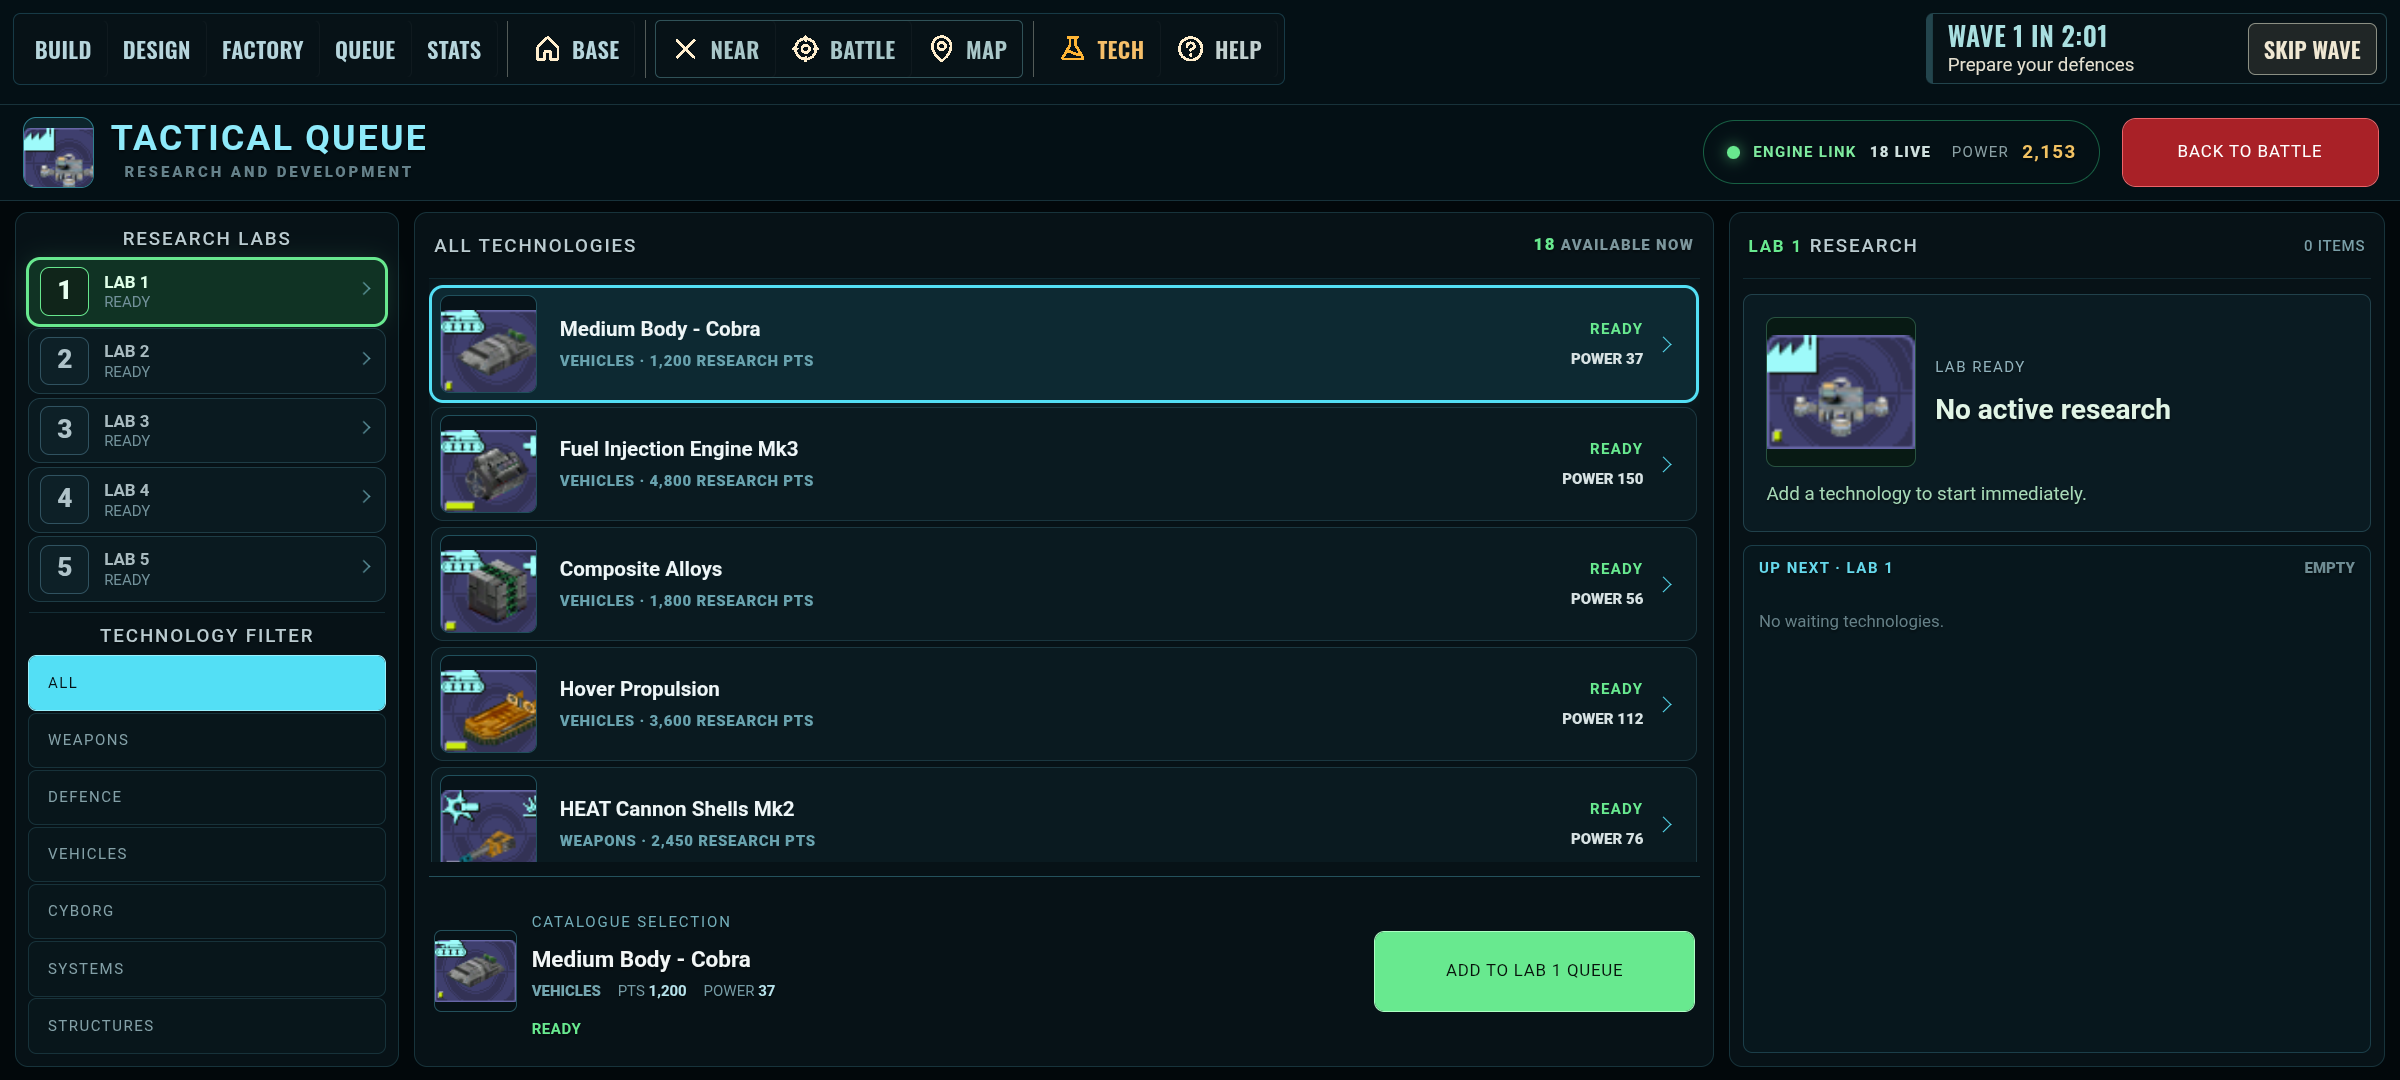 BUILD DESIGN FACTORY QUEUE STATS BASE NEAR BATTLE MAP TECH HELP
WAVE 1 IN 2:01
Prepare your defences
SKIP WAVE
TACTICAL QUEUE
RESEARCH AND DEVELOPMENT
ENGINE LINK 18 LIVE POWER 2,153
BACK TO BATTLE
RESEARCH LABS
1 LAB 1
READY
2 LAB 2
READY
3 LAB 3
READY
4 LAB 4
READY
5 LAB 5
READY
TECHNOLOGY FILTER
ALL
WEAPONS
DEFENCE
VEHICLES
CYBORG
SYSTEMS
STRUCTURES
ALL TECHNOLOGIES
18 AVAILABLE NOW
Medium Body - Cobra
VEHICLES · 1,200 RESEARCH PTS
READY
POWER 37
Fuel Injection Engine Mk3
VEHICLES · 4,800 RESEARCH PTS
READY
POWER 150
Composite Alloys
VEHICLES · 1,800 RESEARCH PTS
READY
POWER 56
Hover Propulsion
VEHICLES · 3,600 RESEARCH PTS
READY
POWER 112
HEAT Cannon Shells Mk2
WEAPONS · 2,450 RESEARCH PTS
READY
POWER 76
CATALOGUE SELECTION
Medium Body - Cobra
VEHICLES PTS 1,200 POWER 37
READY
ADD TO LAB 1 QUEUE
LAB 1 RESEARCH
0 ITEMS
LAB READY
No active research
Add a technology to start immediately.
UP NEXT · LAB 1
EMPTY
No waiting technologies.